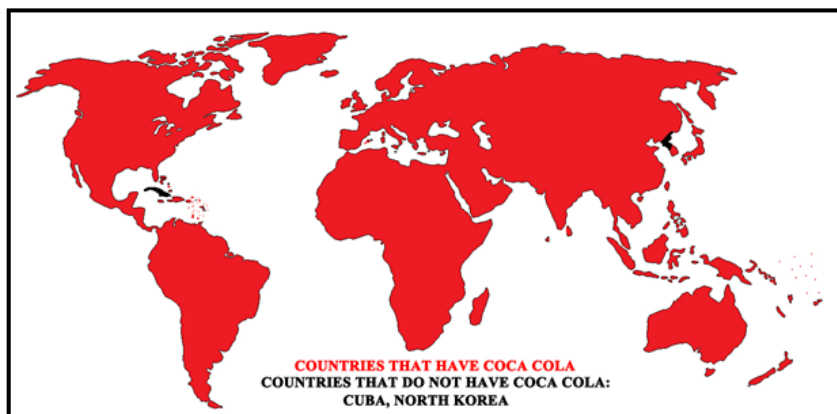 COUNTRIES THAT HAVE COCA COLA
COUNTRIES THAT DO NOT HAVE COCA COLA:
CUBA, NORTH KOREA